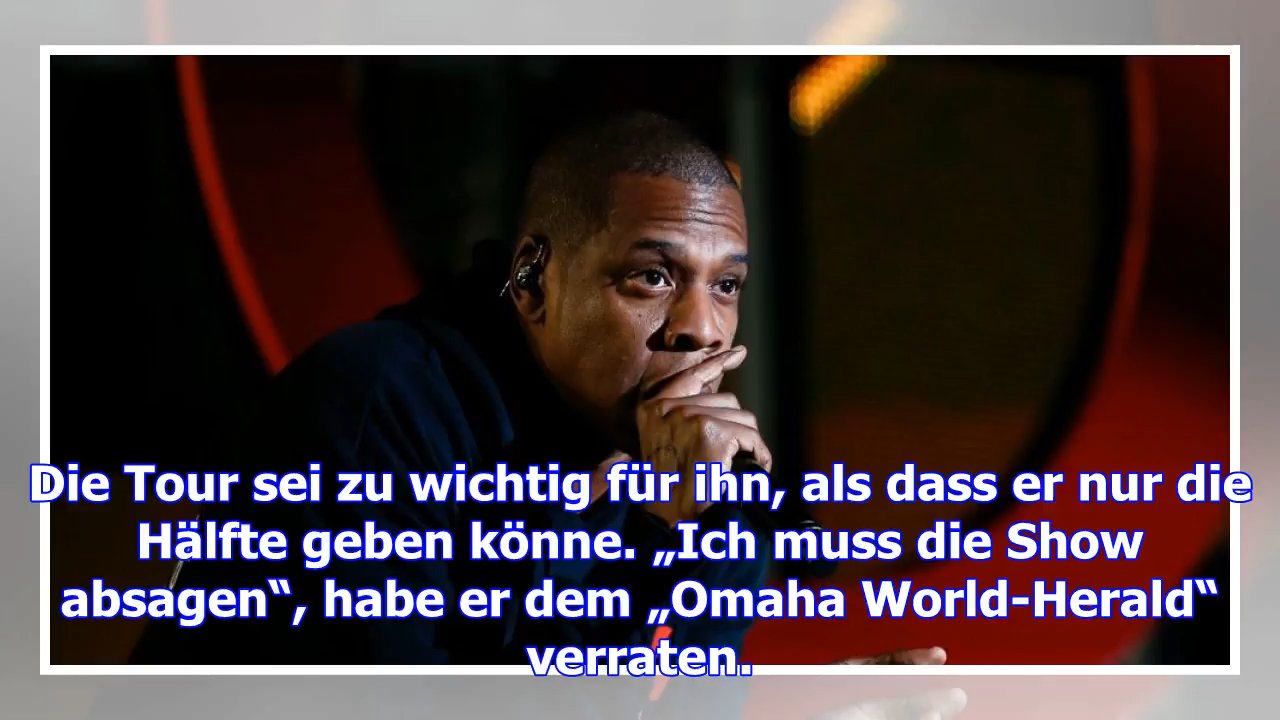 Die Tour sei zu wichtig für ihn, als dass er nur die
Hälfte geben könne. „Ich muss die Show
absagen“, habe er dem „Omaha World-Herald“
verraten.